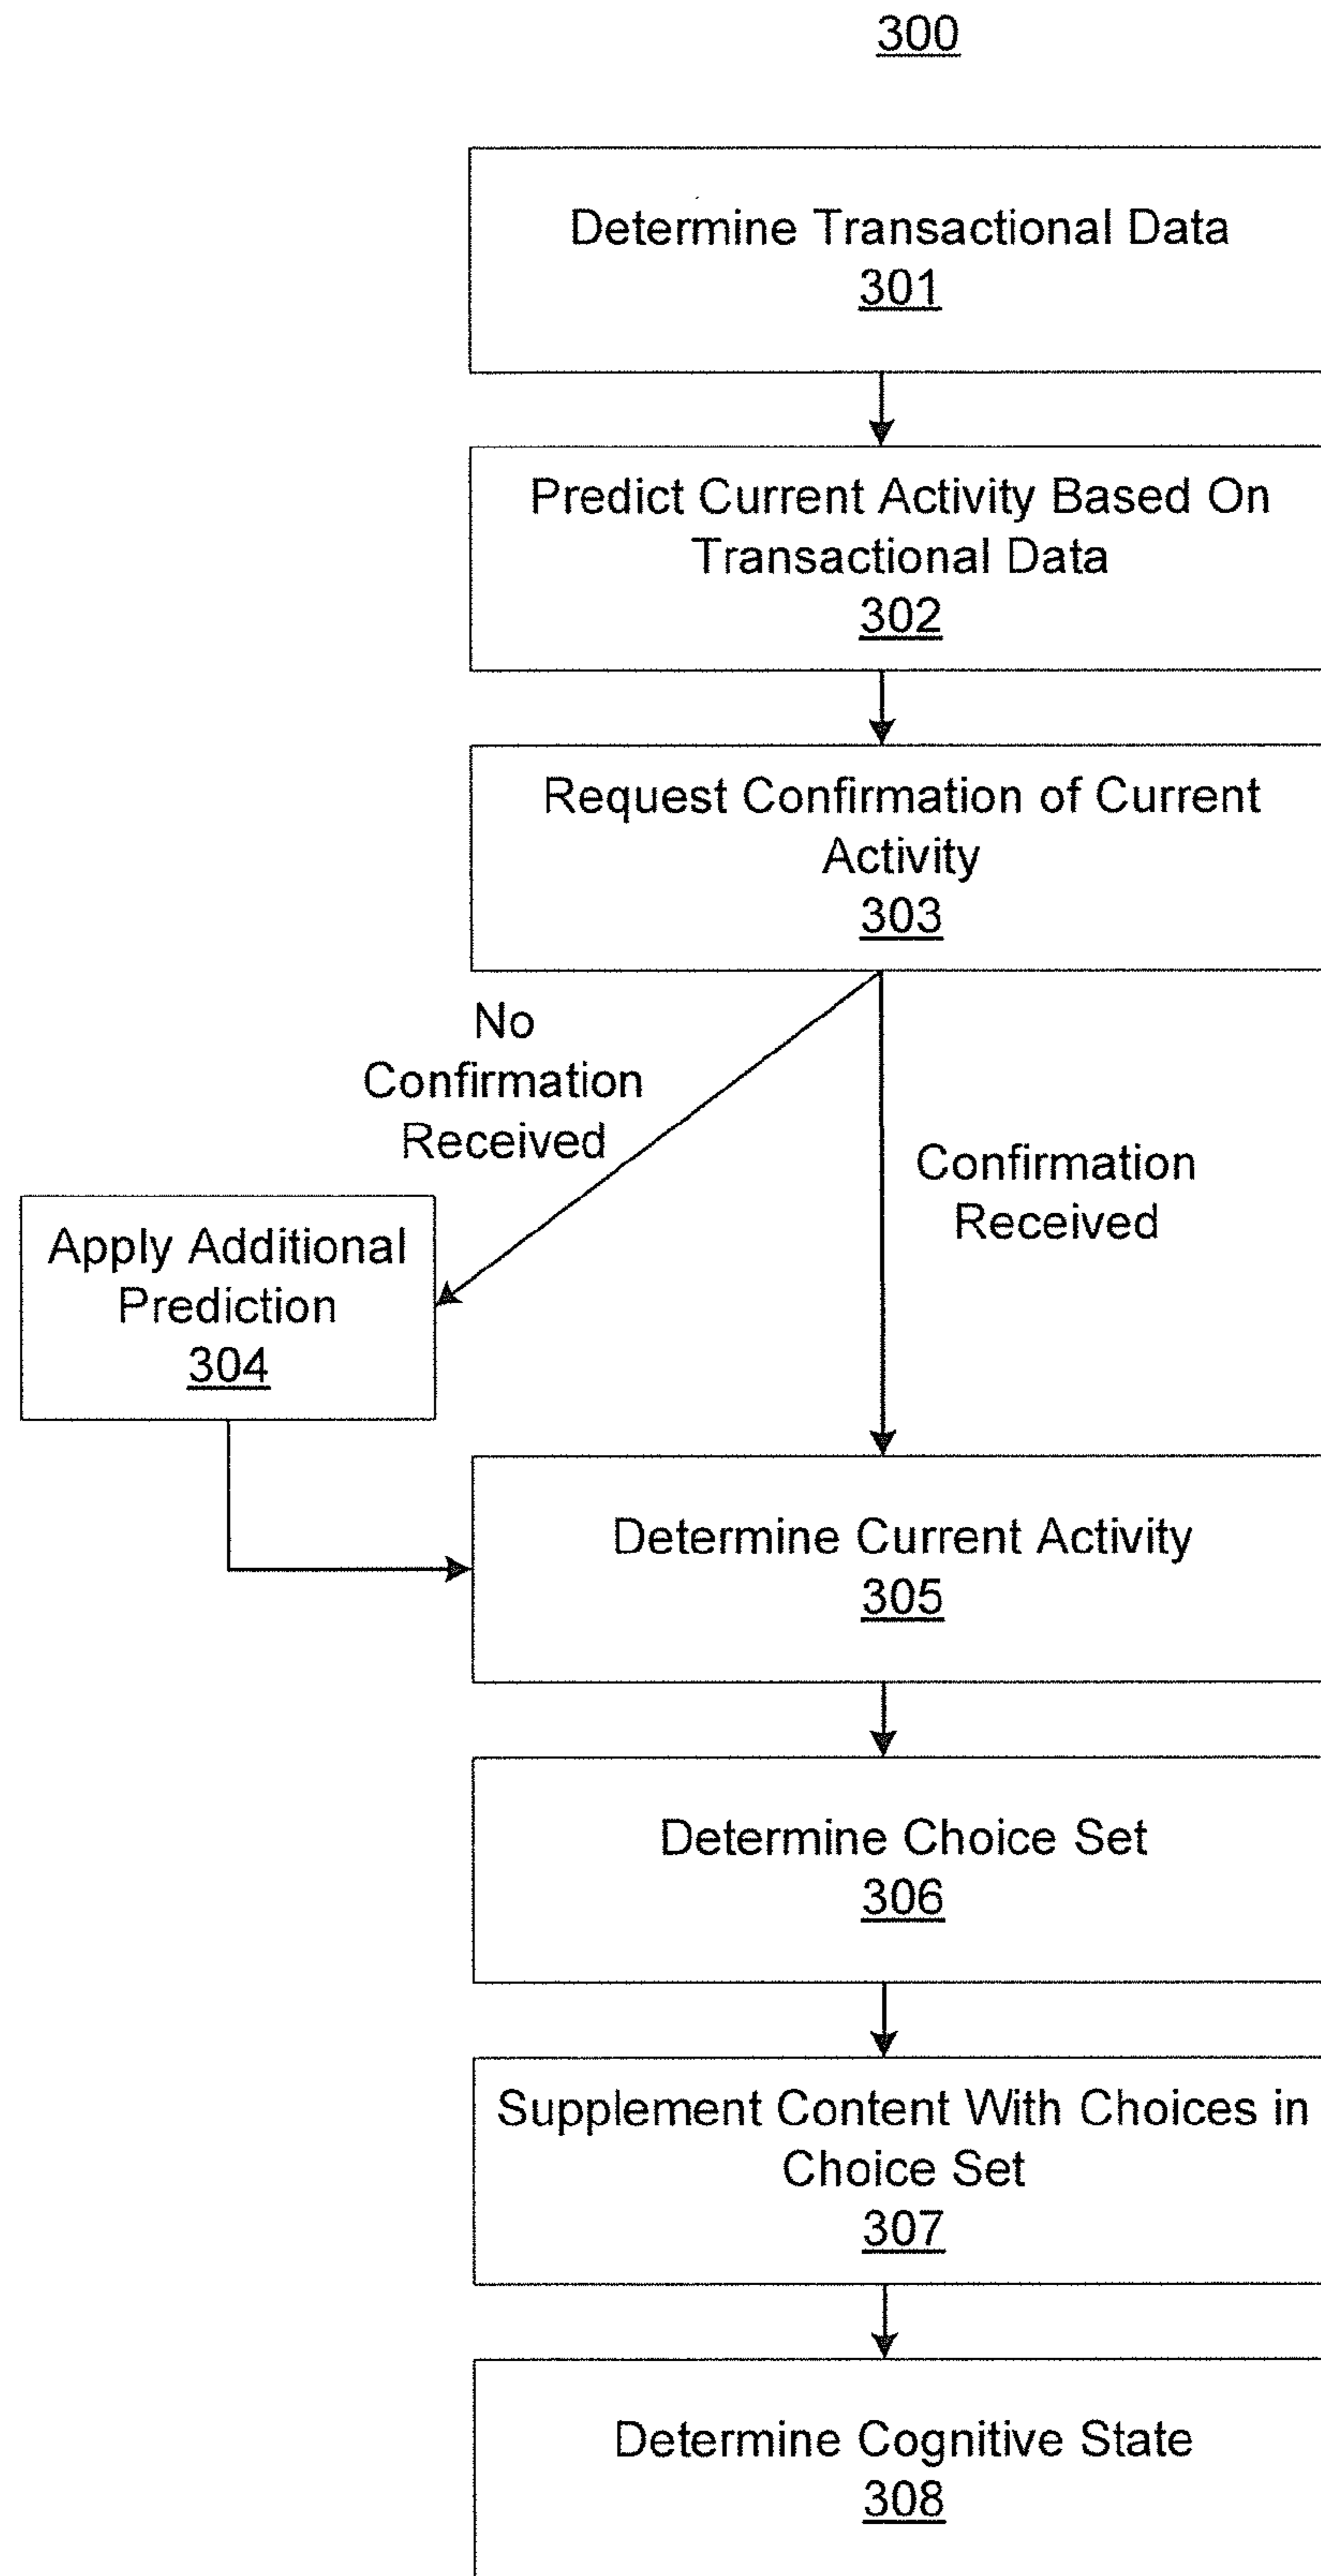 300
Determine Transactional Data
301
Predict Current Activity Based On
Transactional Data
302
Request Confirmation of Current
Activity
303
No
Confirmation
Received
Confirmation
Received
Apply Additional
Prediction
304
Determine Current Activity
305
Determine Choice Set
306
Supplement Content With Choices in
Choice Set
307
Determine Cognitive State
308